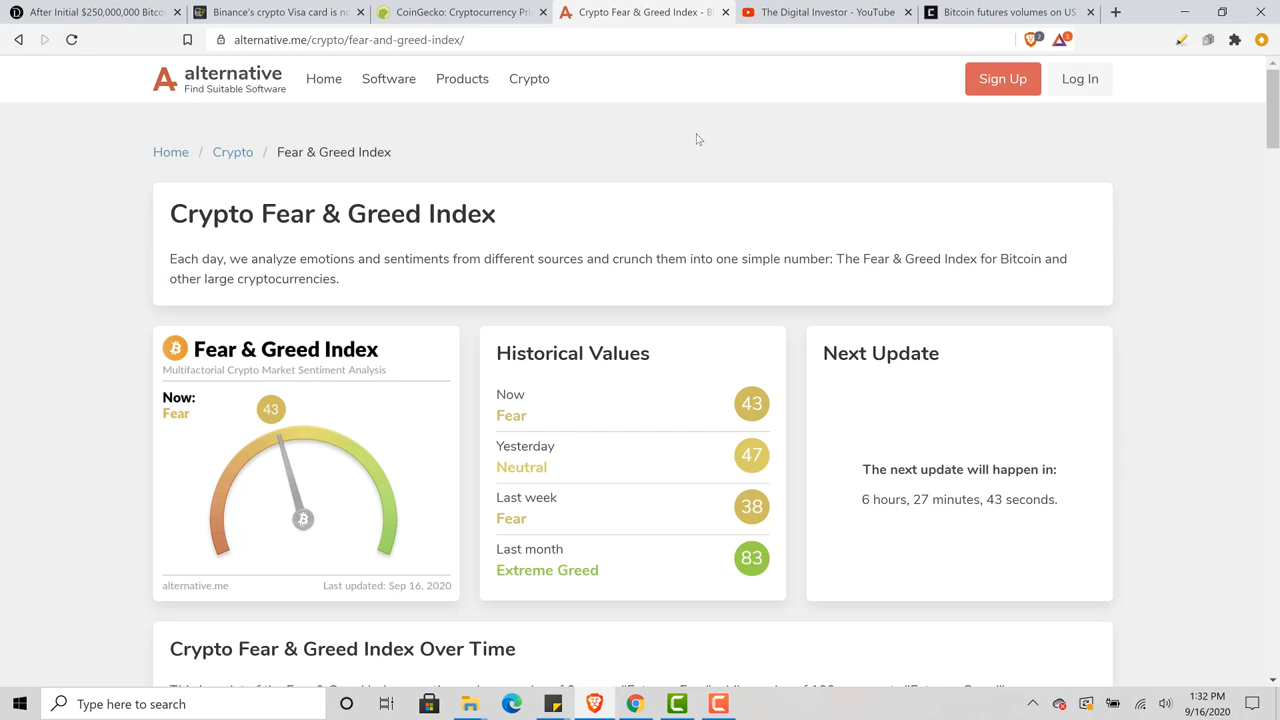 After Initial $250,000,000 Bitco
Binance's crypto Visa card is no
CoinGecko: Cryptocurrency Pri
Crypto Fear & Greed Index - B
The Digital Investor - YouTube
Bitcoin futures volumes on US
alternative.me/crypto/fear-and-greed-index/
2
3
alternative
Find Suitable Software
Home
Software
Products
Crypto
Sign Up
Log In
Home / Crypto / Fear & Greed Index
Crypto Fear & Greed Index
Each day, we analyze emotions and sentiments from different sources and crunch them into one simple number: The Fear & Greed Index for Bitcoin and
other large cryptocurrencies.
Fear & Greed Index
Multifactorial Crypto Market Sentiment Analysis
Now:
Fear
43
alternative.me
Last updated: Sep 16, 2020
Historical Values
Now
Fear
43
Yesterday
Neutral
47
Last week
Fear
38
Last month
Extreme Greed
83
Next Update
The next update will happen in:
6 hours, 27 minutes, 43 seconds.
Crypto Fear & Greed Index Over Time
Type here to search
1:32 PM
9/16/2020